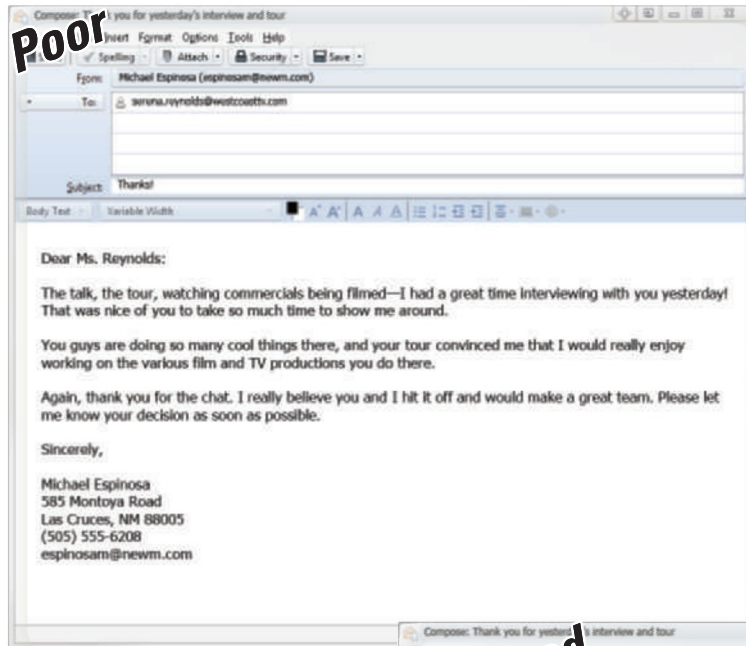 Compose: Thank you for yesterday's interview and tour
Poor
Insert Format Options Tools Help
Spelling Attach Security Save
From: Michael Espinosa (espinosam@newm.com)
To: serena.reynolds@westcoasttv.com
Subject: Thanks!
Body Text Variable Width
Dear Ms. Reynolds:
The talk, the tour, watching commercials being filmed—I had a great time interviewing with you yesterday!
That was nice of you to take so much time to show me around.
You guys are doing so many cool things there, and your tour convinced me that I would really enjoy
working on the various film and TV productions you do there.
Again, thank you for the chat. I really believe you and I hit it off and would make a great team. Please let
me know your decision as soon as possible.
Sincerely,
Michael Espinosa
585 Montoya Road
Las Cruces, NM 88005
(505) 555-6208
espinosam@newm.com
Compose: Thank you for yesterday's interview and tour